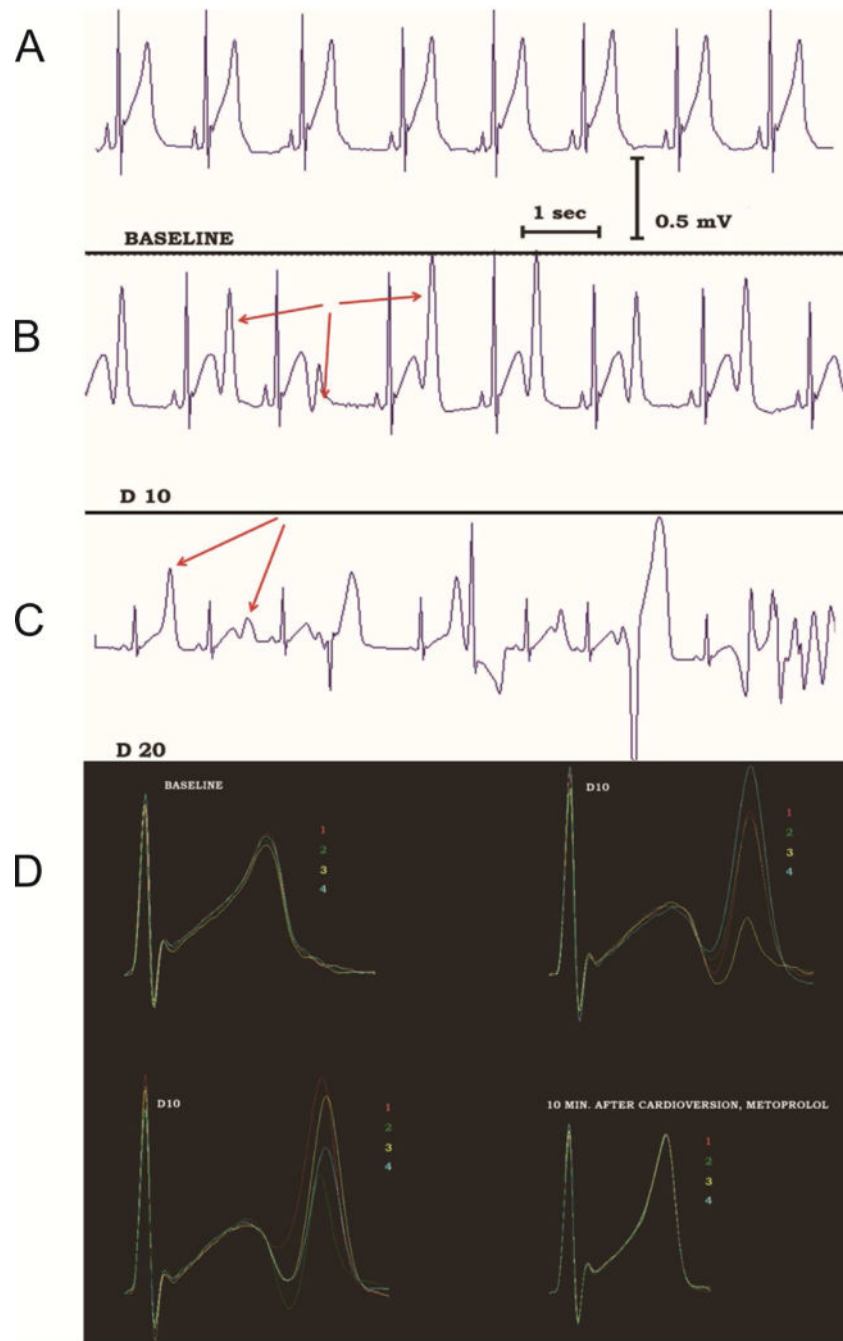 A
1 sec
0.5 mV
BASELINE
B
D 10
C
D 20
D
BASELINE
1
2
3
4
D10
1
2
3
4
D10
1
2
3
4
10 MIN. AFTER CARDIOVERSION, METOPROLOL
1
2
3
4